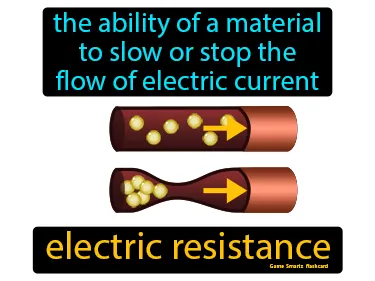 the ability of a material
to slow or stop the
flow of electric current
electric resistance
Game Smartz flashcard